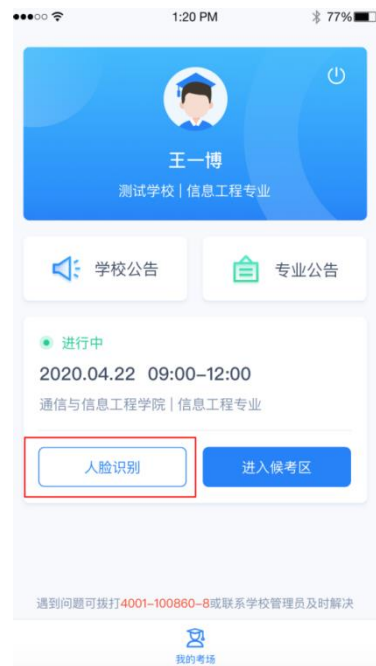 1:20 PM
77%
王一博
测试学校 | 信息工程专业
学校公告
专业公告
进行中
2020.04.22 09:00-12:00
通信与信息工程学院 | 信息工程专业
人脸识别
进入候考区
遇到问题可拨打4001-100860-8或联系学校管理员及时解决
我的考场